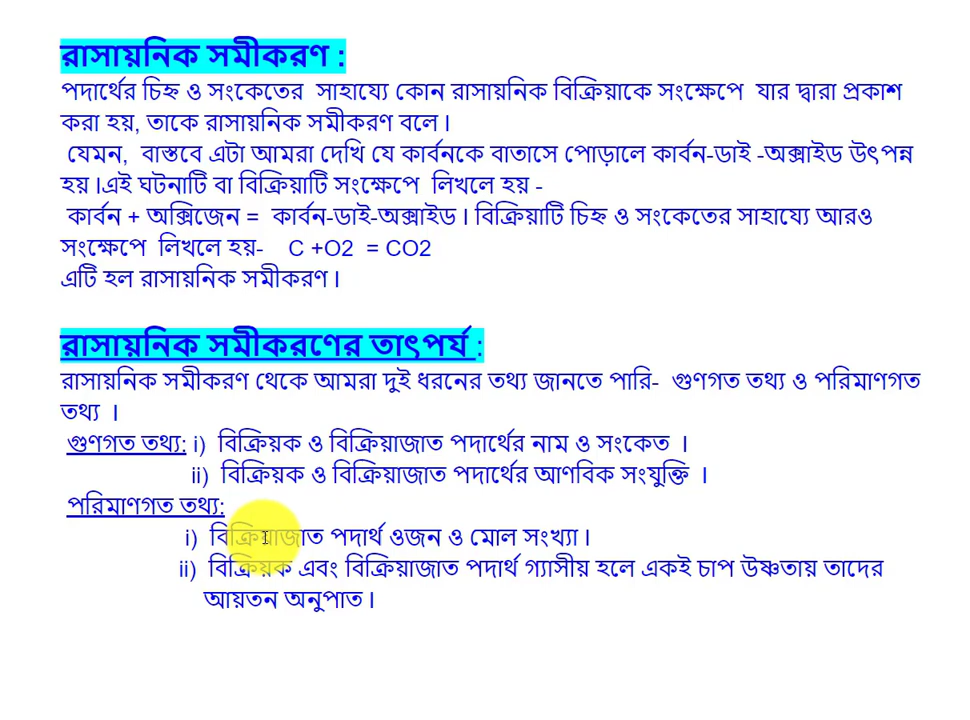 রাসায়নিক সমীকরণ :
পদার্থের চিহ্ন ও সংকেতের সাহায্যে কোন রাসায়নিক বিক্রিয়াকে সংক্ষেপে যার দ্বারা প্রকাশ
করা হয়, তাকে রাসায়নিক সমীকরণ বলে।
যেমন, বাস্তবে এটা আমরা দেখি যে কার্বনকে বাতাসে পোড়ালে কার্বন-ডাই -অক্সাইড উৎপন্ন
হয়।এই ঘটনাটি বা বিক্রিয়াটি সংক্ষেপে লিখলে হয় -
কার্বন + অক্সিজেন = কার্বন-ডাই-অক্সাইড। বিক্রিয়াটি চিহ্ন ও সংকেতের সাহায্যে আরও
সংক্ষেপে লিখলে হয়- C +O2 = CO2
এটি হল রাসায়নিক সমীকরণ।
রাসায়নিক সমীকরণের তাৎপর্য :
রাসায়নিক সমীকরণ থেকে আমরা দুই ধরনের তথ্য জানতে পারি- গুণগত তথ্য ও পরিমাণগত
তথ্য ।
গুণগত তথ্য: i) বিক্রিয়ক ও বিক্রিয়াজাত পদার্থের নাম ও সংকেত ।
ii) বিক্রিয়ক ও বিক্রিয়াজাত পদার্থের আণবিক সংযুক্তি ।
পরিমাণগত তথ্য:
i) বিক্রিয়াজাত পদার্থ ওজন ও মোল সংখ্যা।
ii) বিক্রিয়ক এবং বিক্রিয়াজাত পদার্থ গ্যাসীয় হলে একই চাপ উষ্ণতায় তাদের
আয়তন অনুপাত।